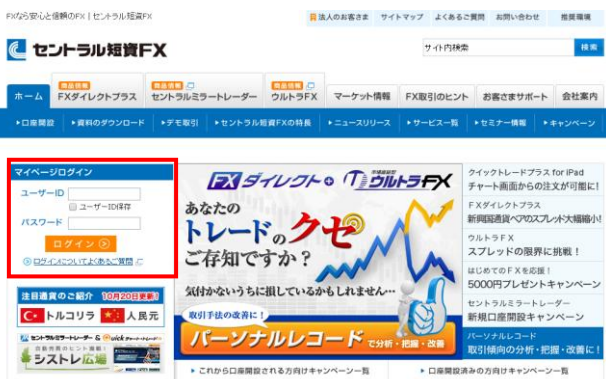 FXなら安心と信頼のFX | セントラル短資FX
法人のお客さま サイトマップ よくあるご質問 お問い合わせ 推奨環境
セントラル短資FX
サイト内検索 検索
ホーム
商品情報 FXダイレクトプラス
商品情報 セントラルミラートレーダー
商品情報 ウルトラFX
マーケット情報 FX取引のヒント お客さまサポート 会社案内
口座開設 資料のダウンロード デモ取引 セントラル短資FXの特長 ニュースリリース サービス一覧 セミナー情報 キャンペーン
マイページログイン
ユーザーID
ユーザーID保存
パスワード
ログイン
ログインについてよくあるご質問
注目通貨のご紹介 10月20日更新!
トルコリラ 人民元
セントラルミラートレーダー & Quick チャート・トレード
シストレ広場
FXダイレクト+ ウルトラFX
あなたの
トレードのクセ
ご存知ですか?
気付かないうちに損しているかもしれません…
取引手法の改善に!
パーソナルレコードで分析・把握・改善
これから口座開設される方向けキャンペーン一覧
口座開設済みの方向けキャンペーン一覧
クイックトレードプラス for iPad
チャート画面からの注文が可能に!
FXダイレクトプラス
新興国通貨ペアのスプレッド大幅縮小!
ウルトラFX
スプレッドの限界に挑戦!
はじめてのFXを応援!
5000円プレゼントキャンペーン
セントラルミラートレーダー
新規口座開設キャンペーン
パーソナルレコード
取引傾向の分析・把握・改善に!